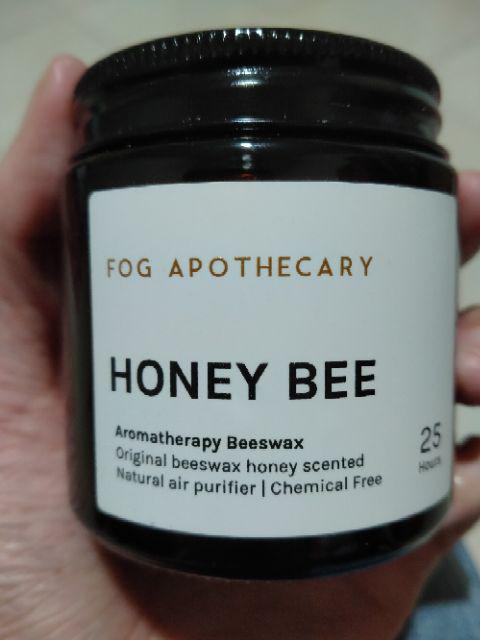 FOG APOTHECARY
HONEY BEE
Aromatherapy Beeswax
Original beeswax honey scented
Natural air purifier | Chemical Free
25
Hours